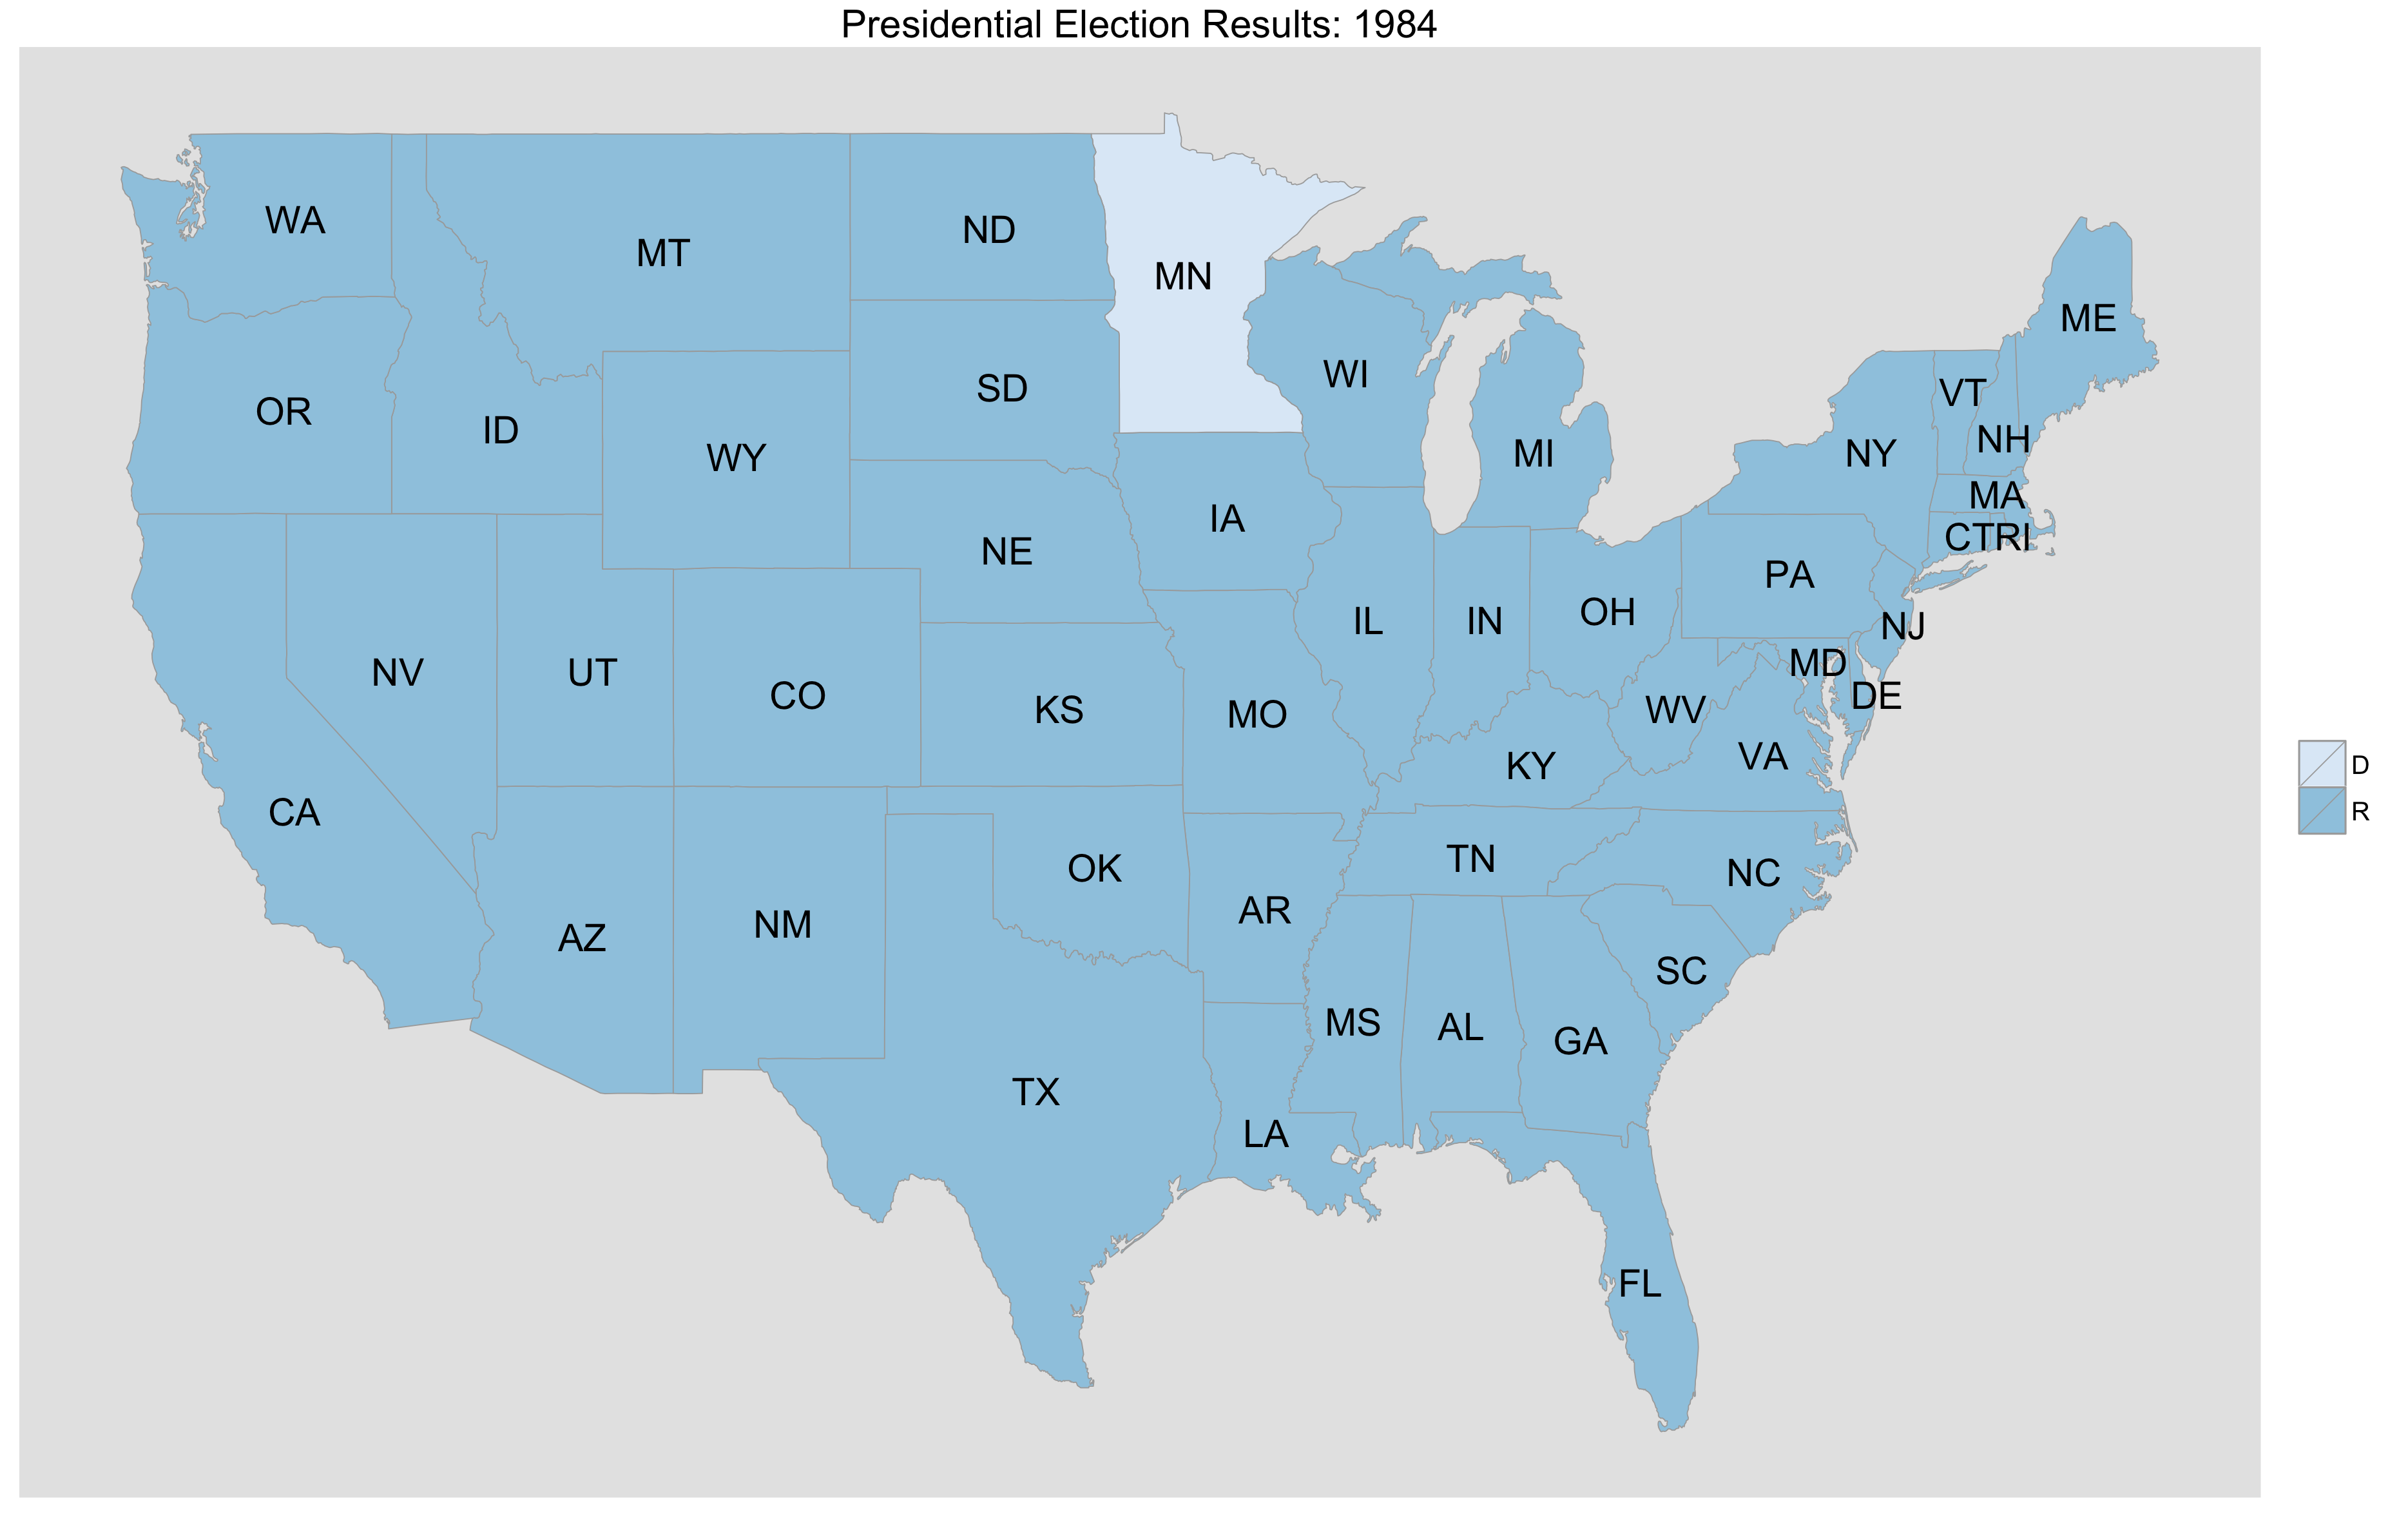 Presidential Election Results: 1984
WA
MT
ND
MN
ME
WI
SD
OR
VT
ID
NH
WY
MI
NY
MA
IA
CTRI
NE
PA
OH
IL
IN
NJ
MD
NV
UT
CO
DE
KS
WV
MO
VA
D
KY
CA
R
TN
OK
NC
AR
NM
AZ
SC
MS
AL
GA
TX
LA
FL